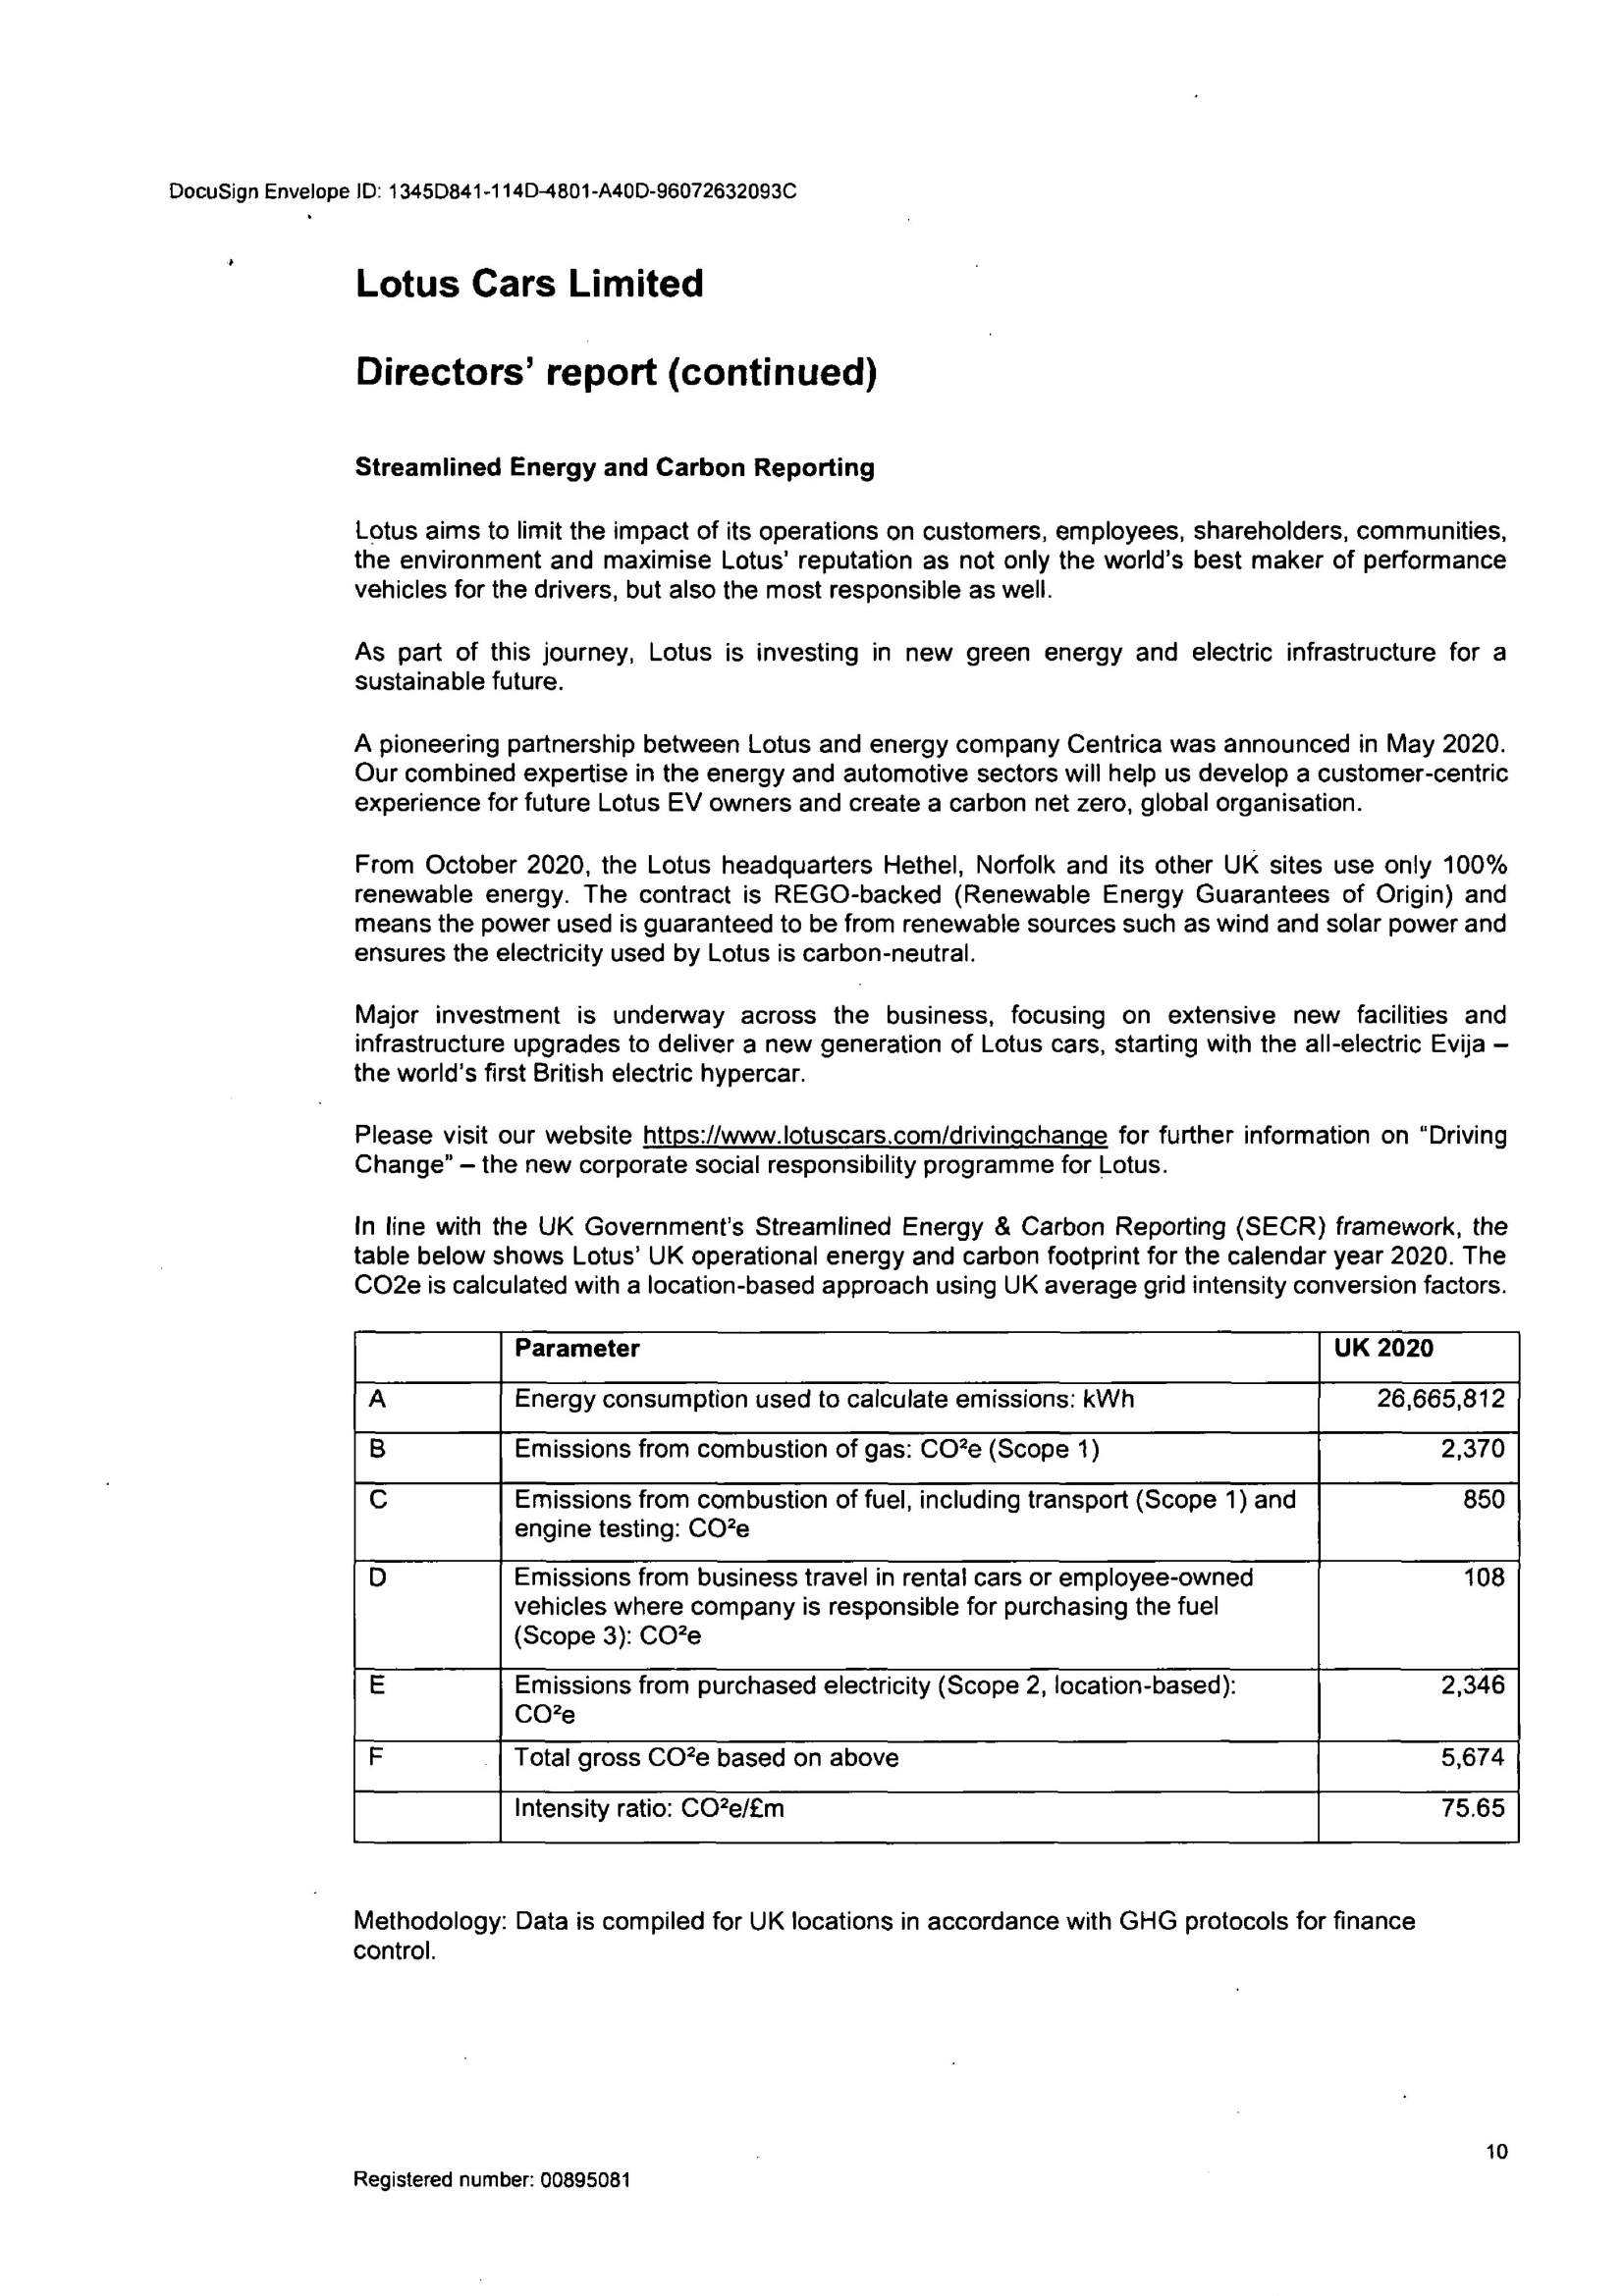 DocuSign Envelope ID: 1345D841-114D-4801-A40D-96072632093C
Lotus Cars Limited
Directors' report (continued)
Streamlined Energy and Carbon Reporting
Lotus aims to limit the impact of its operations on customers, employees, shareholders, communities,
the environment and maximise Lotus' reputation as not only the world's best maker of performance
vehicles for the drivers, but also the most responsible as well.
As part of this journey, Lotus is investing in new green energy and electric infrastructure for a
sustainable future.
A pioneering partnership between Lotus and energy company Centrica was announced in May 2020.
Our combined expertise in the energy and automotive sectors will help us develop a customer-centric
experience for future Lotus EV owners and create a carbon net zero, global organisation.
From October 2020, the Lotus headquarters Hethel, Norfolk and its other UK sites use only 100%
renewable energy. The contract is REGO-backed (Renewable Energy Guarantees of Origin) and
means the power used is guaranteed to be from renewable sources such as wind and solar power and
ensures the electricity used by Lotus is carbon-neutral.
Major investment is underway across the business, focusing on extensive new facilities and
infrastructure upgrades to deliver a new generation of Lotus cars, starting with the all-electric Evija –
the world's first British electric hypercar.
Please visit our website https://www.lotuscars.com/drivingchange for further information on "Driving
Change" – the new corporate social responsibility programme for Lotus.
In line with the UK Government's Streamlined Energy & Carbon Reporting (SECR) framework, the
table below shows Lotus' UK operational energy and carbon footprint for the calendar year 2020. The
CO2e is calculated with a location-based approach using UK average grid intensity conversion factors.
Parameter UK 2020
A Energy consumption used to calculate emissions: kWh 26,665,812
B Emissions from combustion of gas: CO²e (Scope 1) 2,370
C Emissions from combustion of fuel, including transport (Scope 1) and 850
engine testing: CO²e
D Emissions from business travel in rental cars or employee-owned 108
vehicles where company is responsible for purchasing the fuel
(Scope 3): CO²e
E Emissions from purchased electricity (Scope 2, location-based): 2,346
CO²e
F Total gross CO²e based on above 5,674
Intensity ratio: CO²e/£m 75.65
Methodology: Data is compiled for UK locations in accordance with GHG protocols for finance
control.
10
Registered number: 00895081